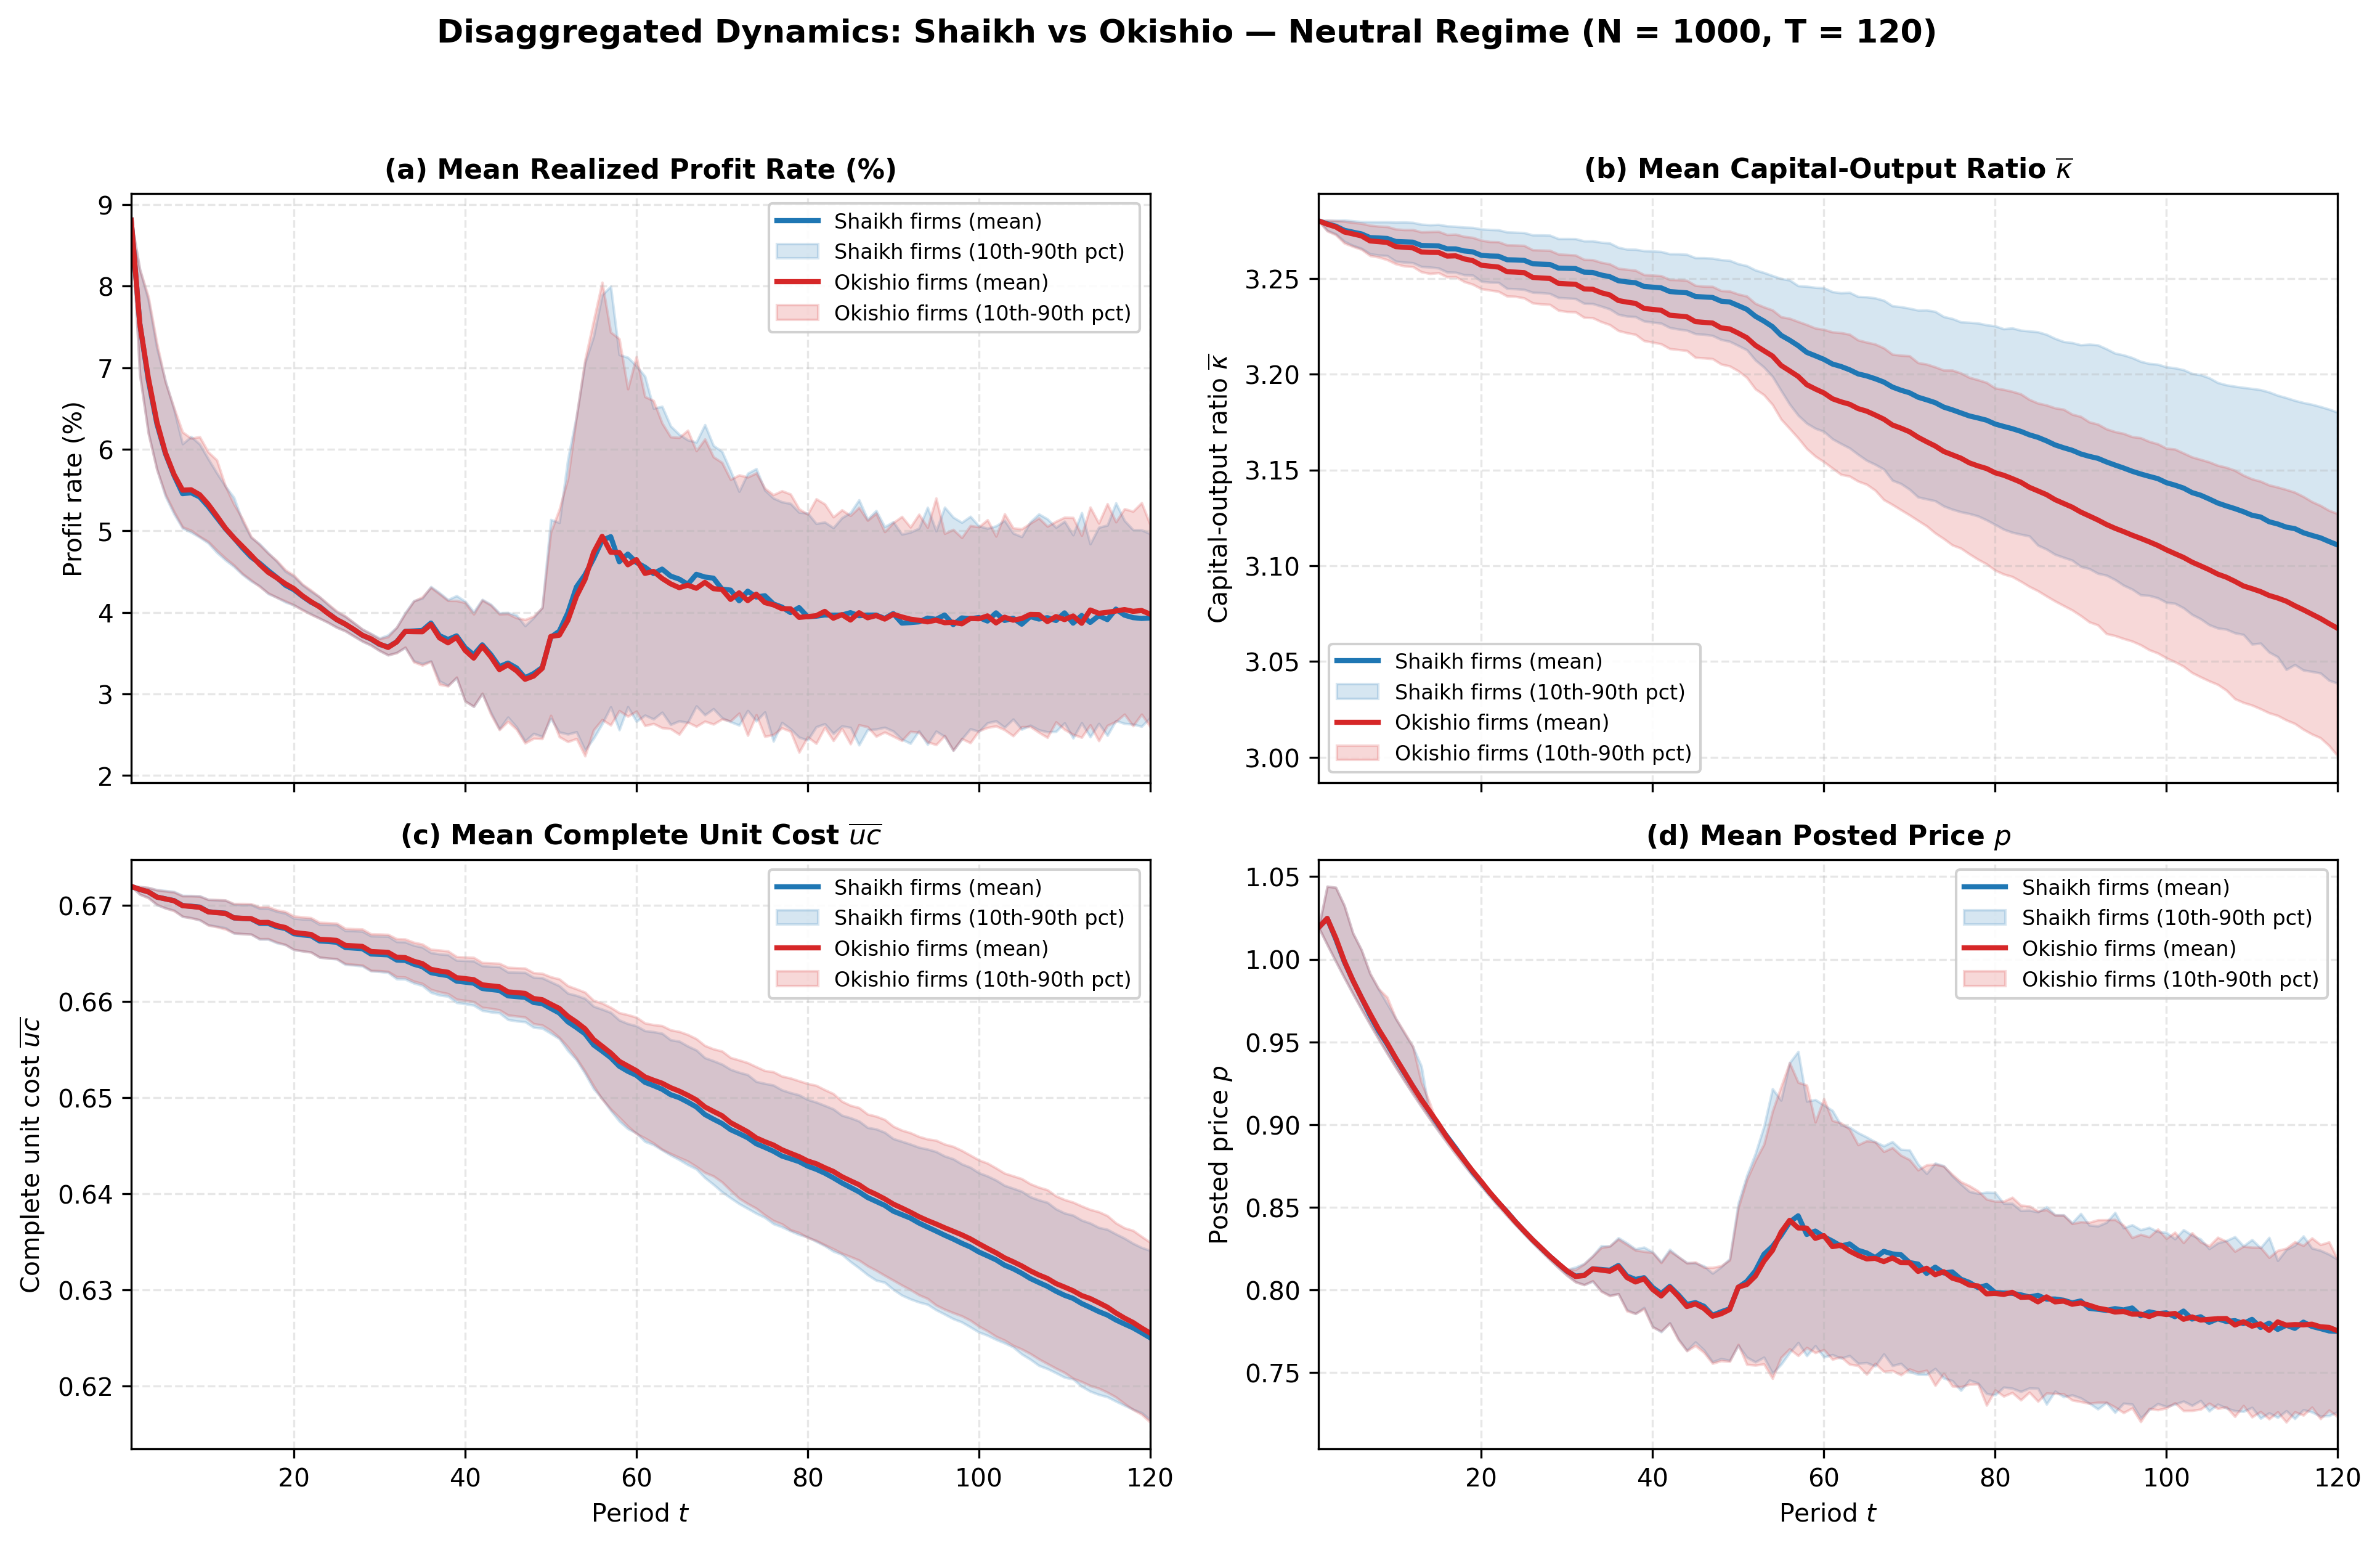 Disaggregated Dynamics: Shaikh vs Okishio — Neutral Regime (N = 1000, T = 120)
(a) Mean Realized Profit Rate (%)
Profit rate (%)
9
8
7
6
5
4
3
2
Shaikh firms (mean)
Shaikh firms (10th-90th pct)
Okishio firms (mean)
Okishio firms (10th-90th pct)
(b) Mean Capital-Output Ratio κ̅
Capital-output ratio κ̅
3.25
3.20
3.15
3.10
3.05
3.00
Shaikh firms (mean)
Shaikh firms (10th-90th pct)
Okishio firms (mean)
Okishio firms (10th-90th pct)
(c) Mean Complete Unit Cost u̅c̅
Complete unit cost u̅c̅
0.67
0.66
0.65
0.64
0.63
0.62
Shaikh firms (mean)
Shaikh firms (10th-90th pct)
Okishio firms (mean)
Okishio firms (10th-90th pct)
20 40 60 80 100 120
Period t
(d) Mean Posted Price p
Posted price p
1.05
1.00
0.95
0.90
0.85
0.80
0.75
Shaikh firms (mean)
Shaikh firms (10th-90th pct)
Okishio firms (mean)
Okishio firms (10th-90th pct)
20 40 60 80 100 120
Period t